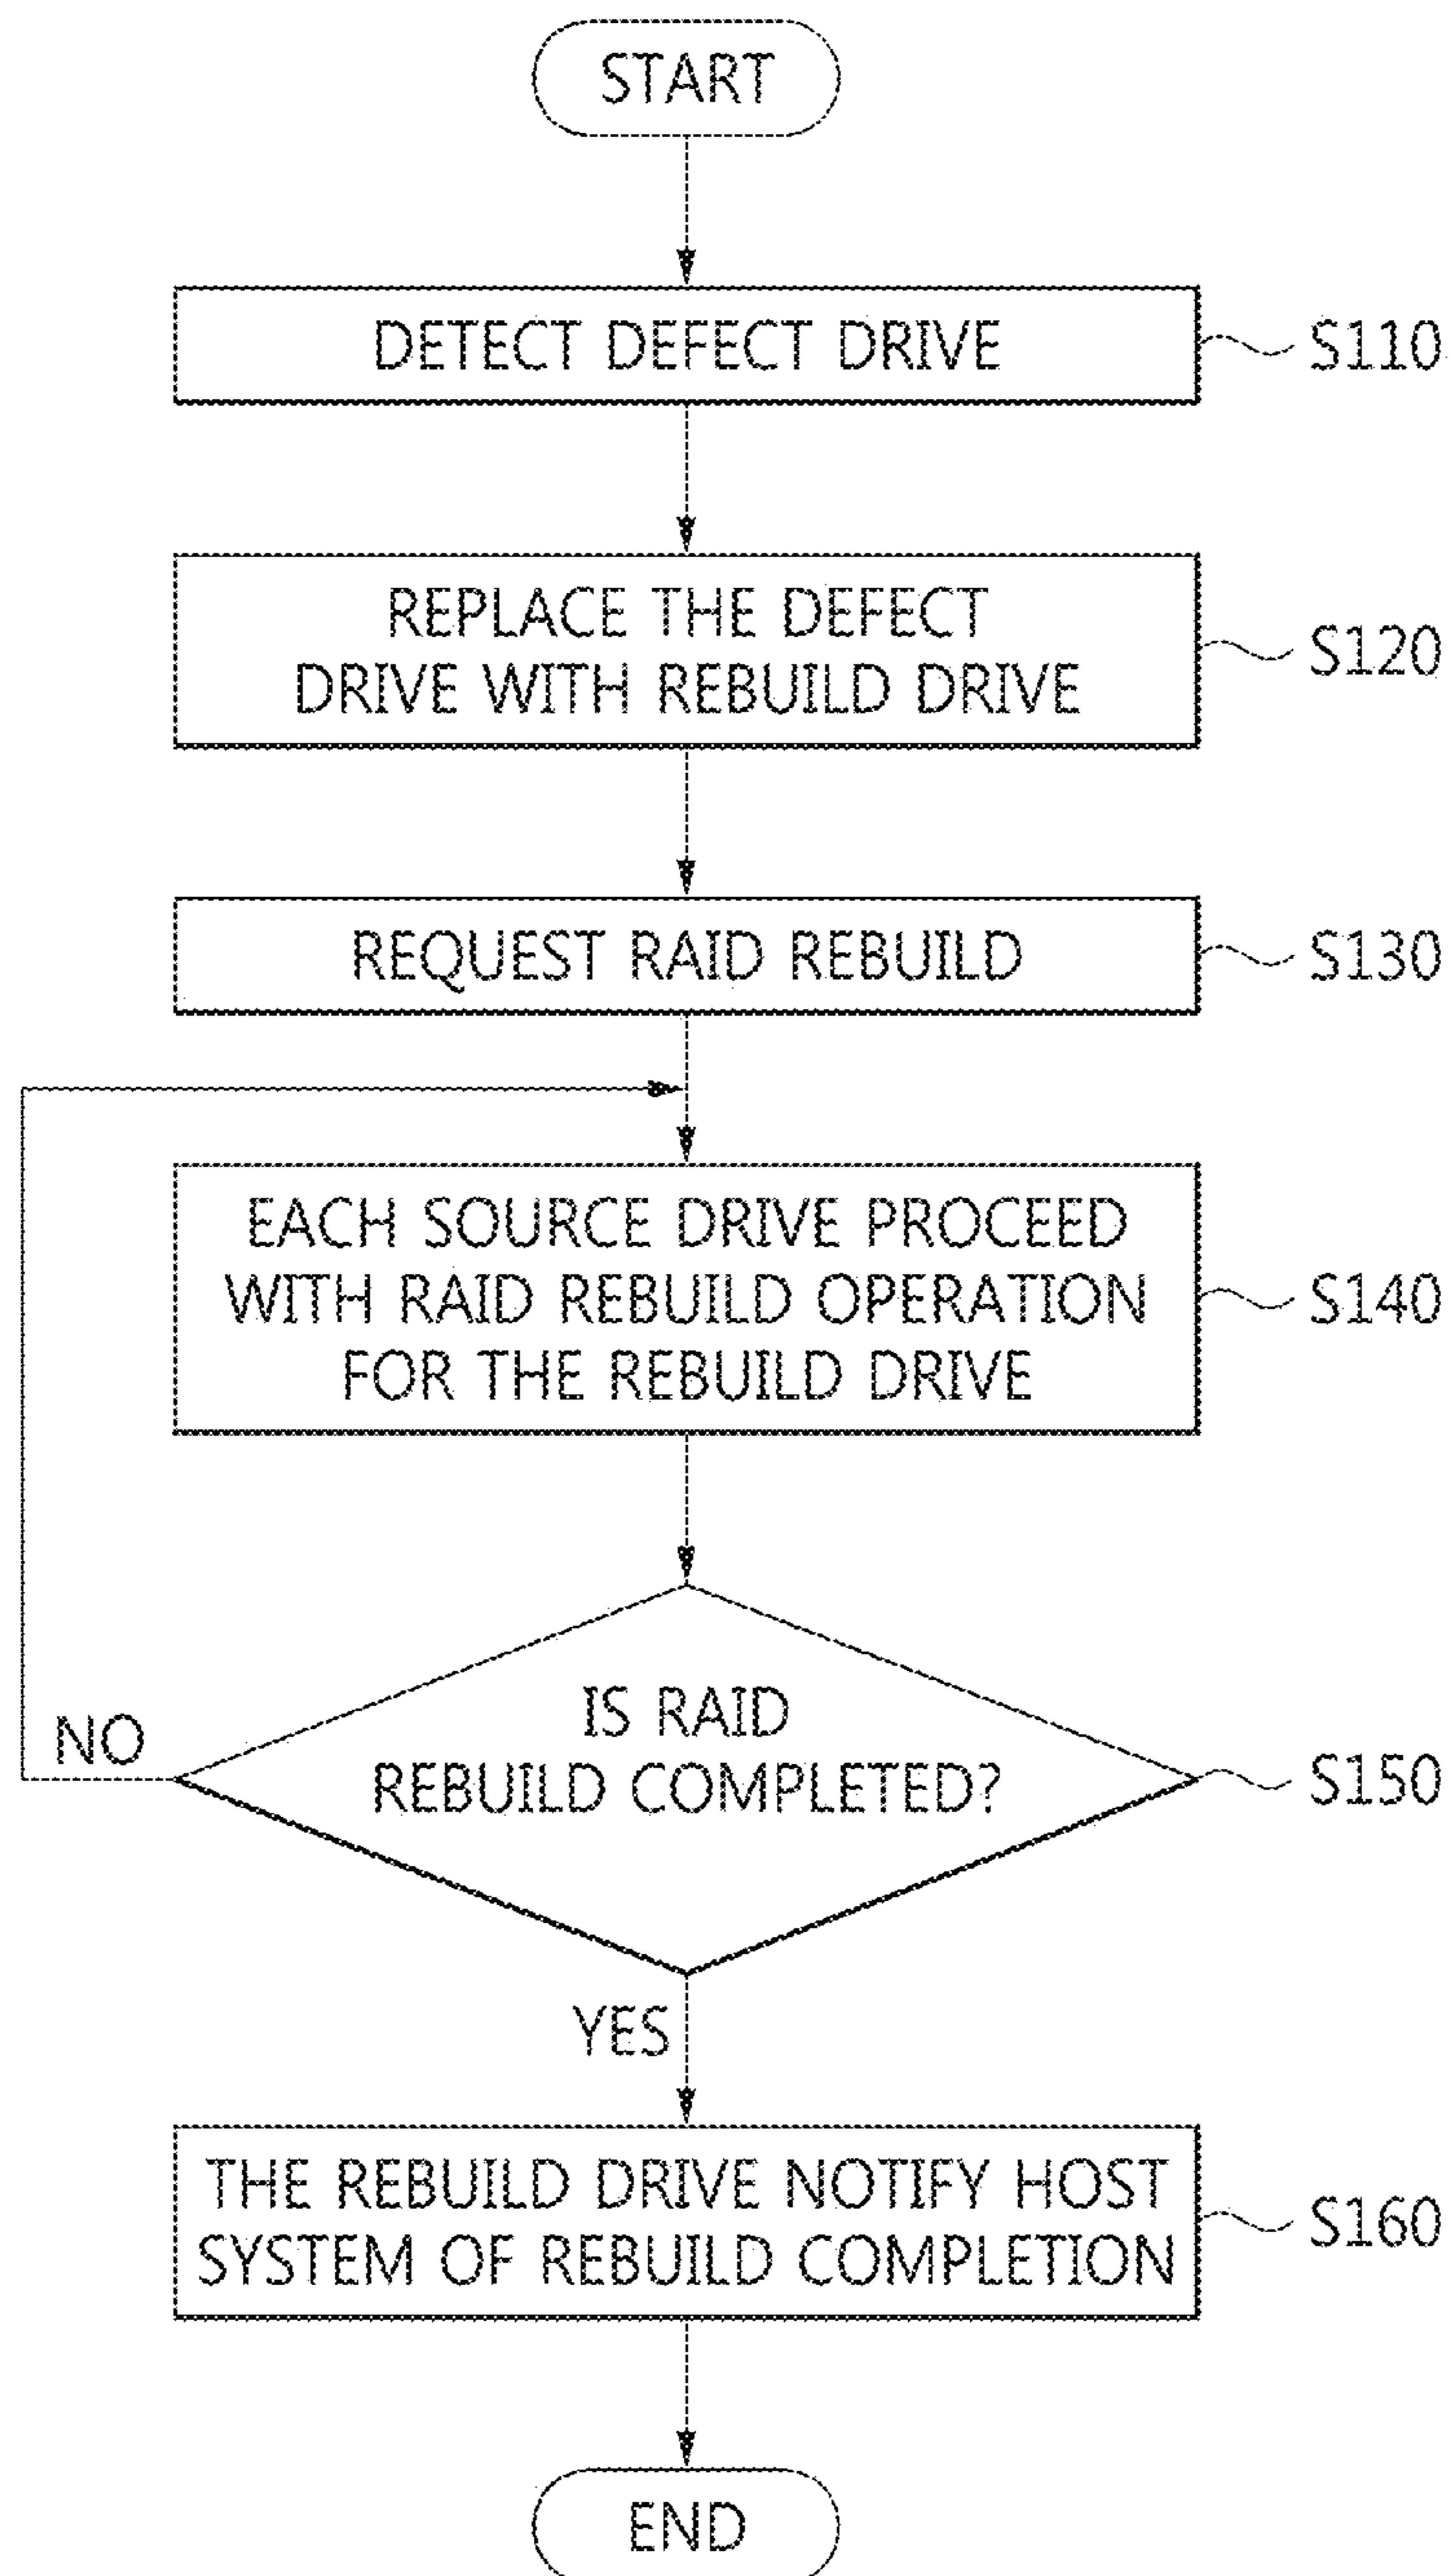 START
DETECT DEFECT DRIVE
S110
REPLACE THE DEFECT
DRIVE WITH REBUILD DRIVE
S120
REQUEST RAID REBUILD
S130
EACH SOURCE DRIVE PROCEED
WITH RAID REBUILD OPERATION
FOR THE REBUILD DRIVE
S140
IS RAID
REBUILD COMPLETED?
S150
NO
YES
THE REBUILD DRIVE NOTIFY HOST
SYSTEM OF REBUILD COMPLETION
S160
END